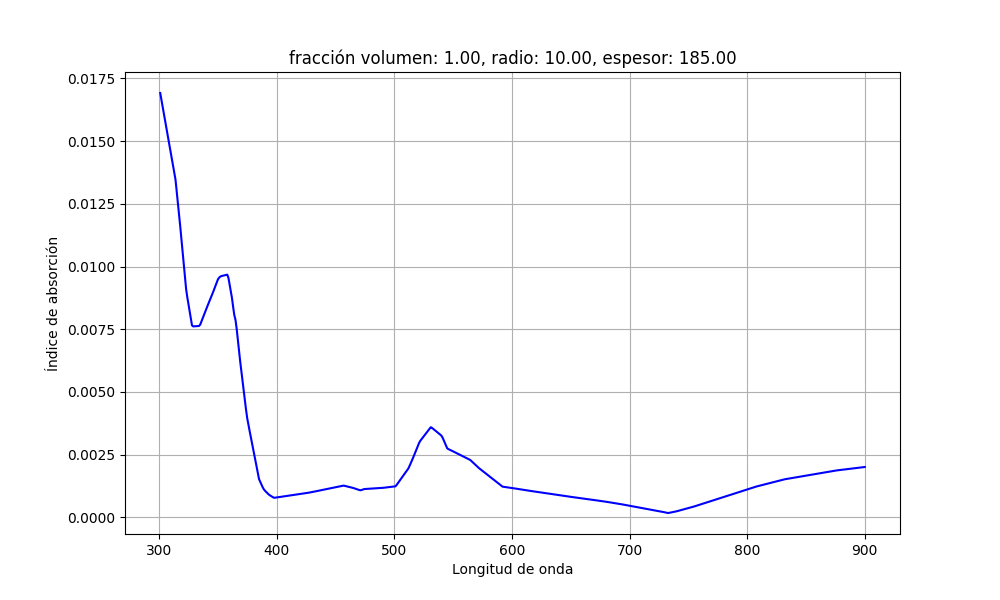 fracción volumen: 1.00, radio: 10.00, espesor: 185.00
0.0175
0.0150
0.0125
0.0100
0.0075
0.0050
0.0025
0.0000
Índice de absorción
300 400 500 600 700 800 900
Longitud de onda